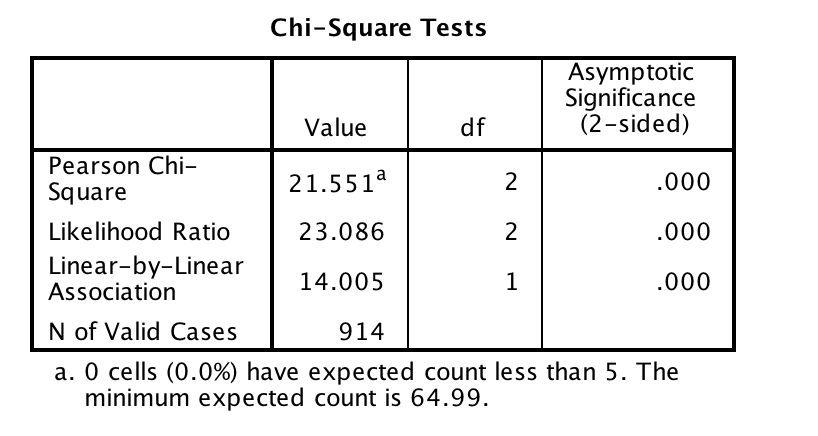 Chi-Square Tests
Asymptotic
Significance
Value df (2-sided)
Pearson Chi-
Square 21.551a 2 .000
Likelihood Ratio 23.086 2 .000
Linear-by-Linear
Association 14.005 1 .000
N of Valid Cases 914
a. 0 cells (0.0%) have expected count less than 5. The
minimum expected count is 64.99.